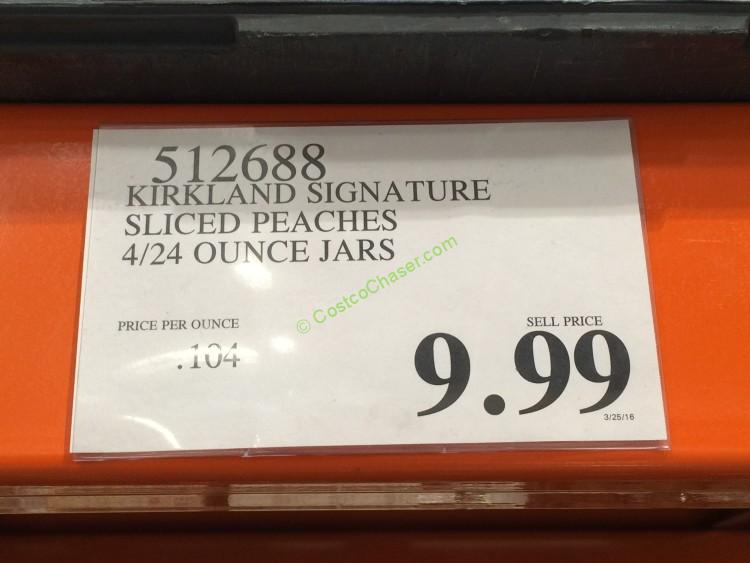 512688
KIRKLAND SIGNATURE
SLICED PEACHES
4/24 OUNCE JARS
© CostcoChaser.com
PRICE PER OUNCE
.104
SELL PRICE
9.99
3/25/16